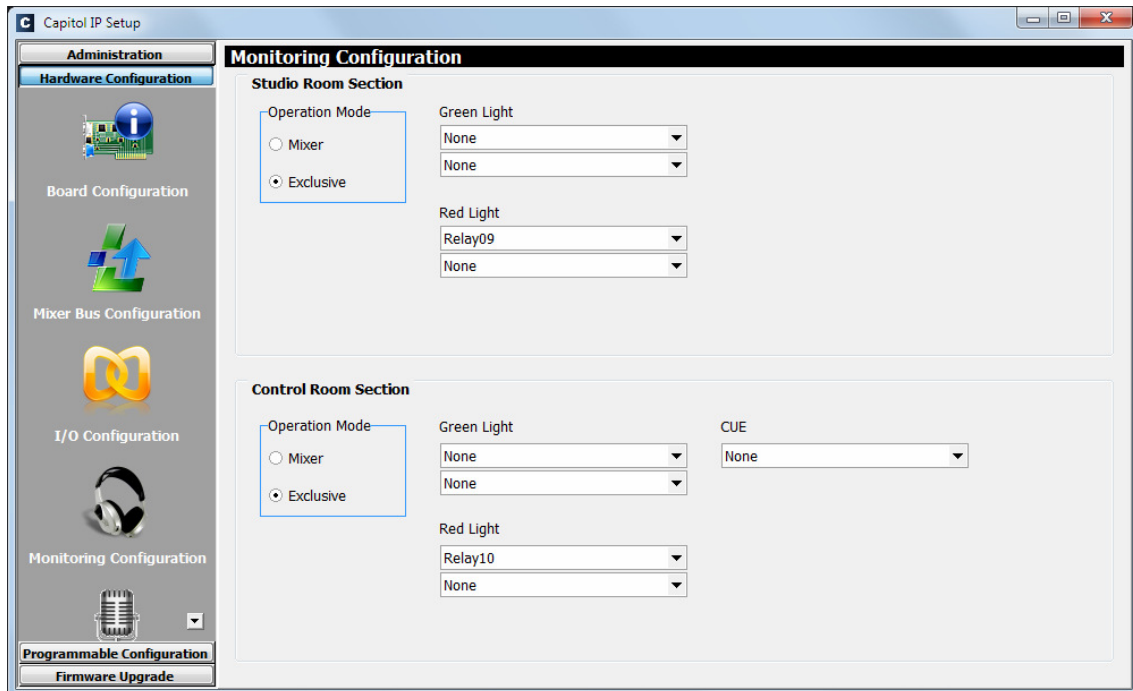 C Capitol IP Setup
Administration
Hardware Configuration
Board Configuration
Mixer Bus Configuration
I/O Configuration
Monitoring Configuration
Programmable Configuration
Firmware Upgrade
Monitoring Configuration
Studio Room Section
Operation Mode
Mixer
Exclusive
Green Light
None
None
Red Light
Relay09
None
Control Room Section
Operation Mode
Mixer
Exclusive
Green Light
None
None
CUE
None
Red Light
Relay10
None